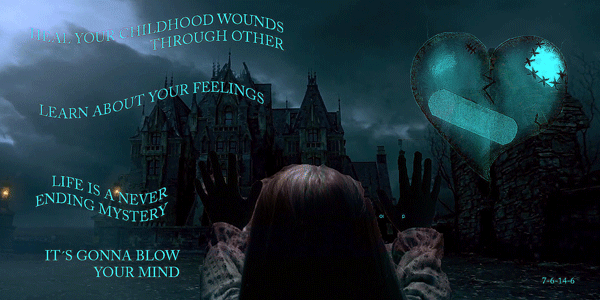 HEAL YOUR CHILDHOOD WOUNDS
THROUGH OTHER
LEARN ABOUT YOUR FEELINGS
LIFE IS A NEVER
ENDING MYSTERY
IT´S GONNA BLOW
YOUR MIND
7-6-14-6